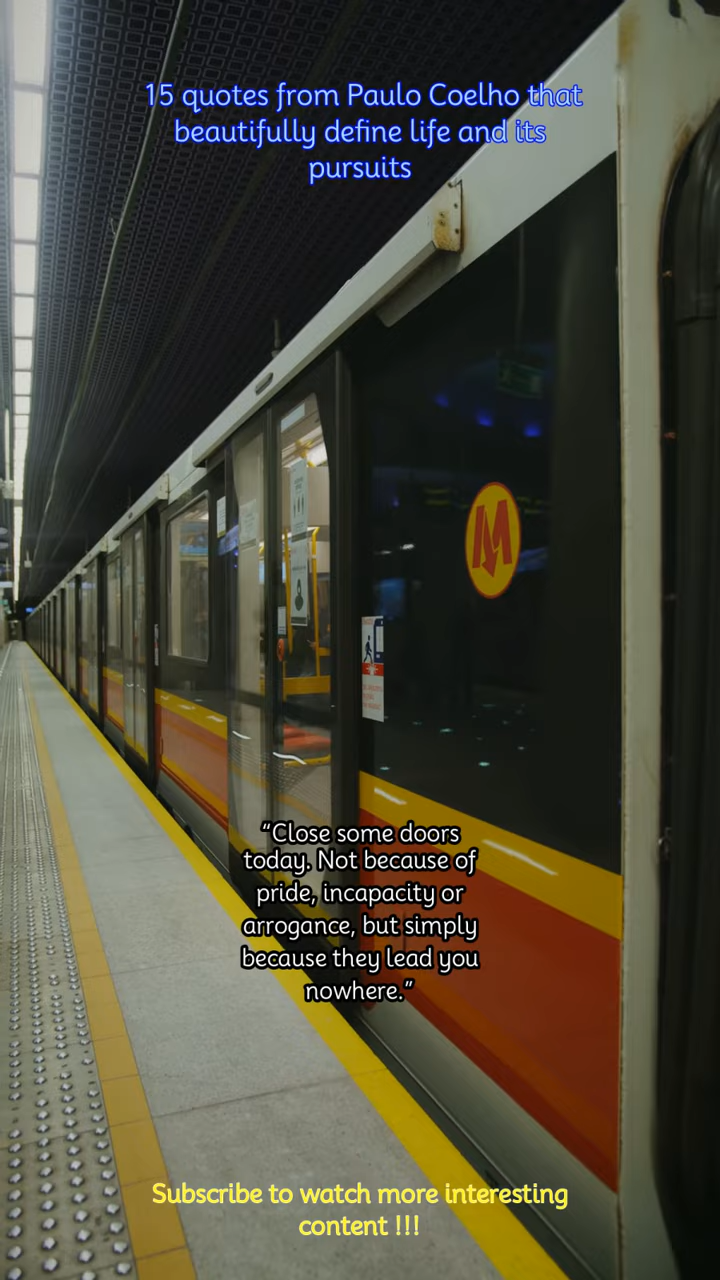 15 quotes from Paulo Coelho that
beautifully define life and its
pursuits
M
“Close some doors
today. Not because of
pride, incapacity or
arrogance, but simply
because they lead you
nowhere.”
Subscribe to watch more interesting
content !!!